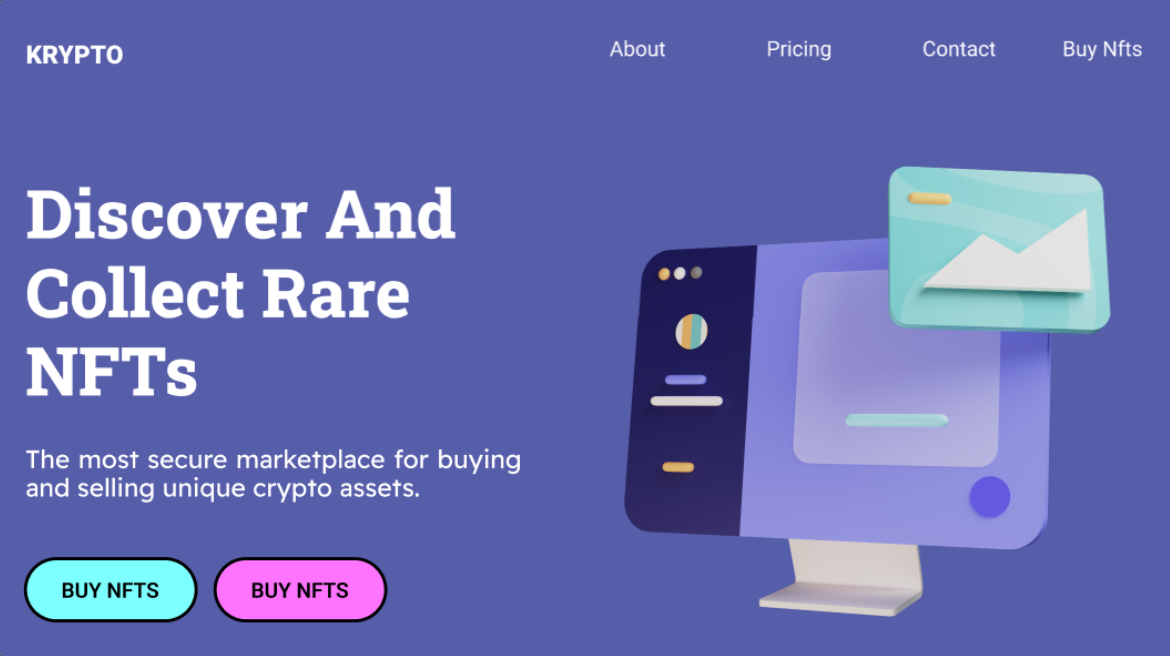 KRYPTO
About
Pricing
Contact
Buy Nfts
Discover And
Collect Rare
NFTs
The most secure marketplace for buying
and selling unique crypto assets.
BUY NFTS
BUY NFTS